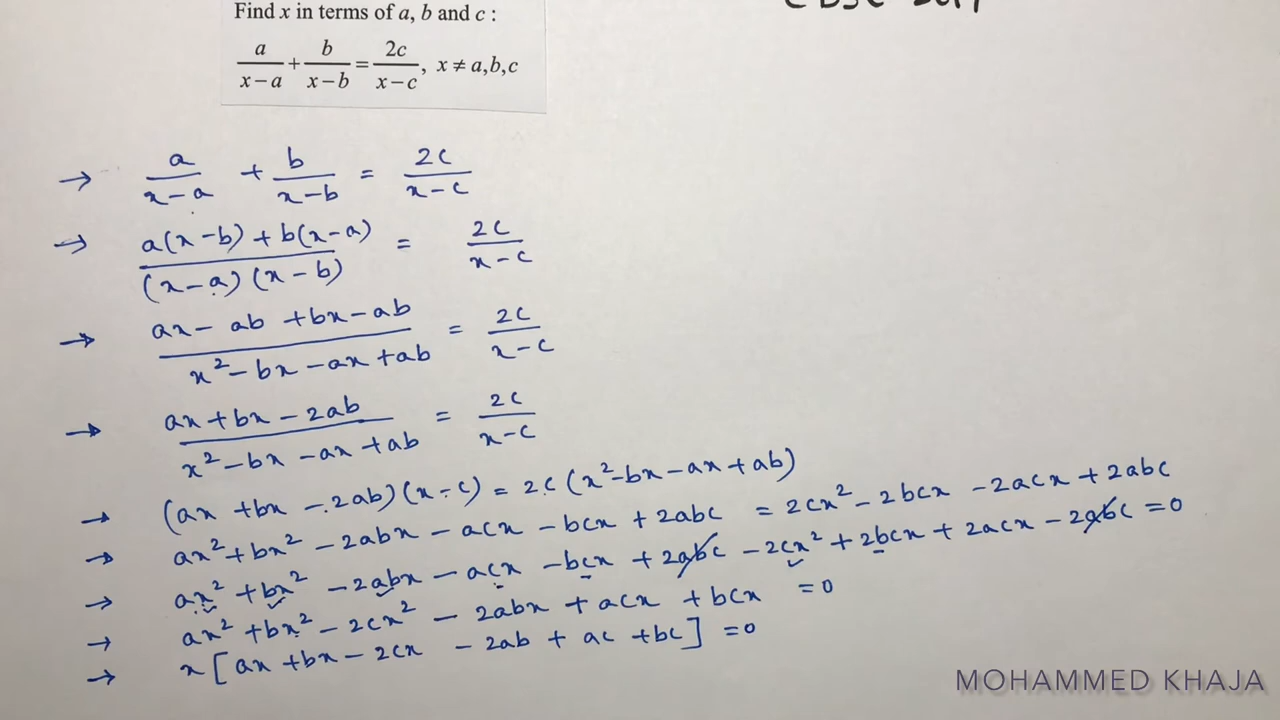 Find x in terms of a, b and c :
a/(x−a) + b/(x−b) = 2c/(x−c), x ≠ a,b,c
→ a/(x−a) + b/(x−b) = 2c/(x−c)
→ (a(x−b) + b(x−a))/((x−a)(x−b)) = 2c/(x−c)
→ (ax − ab + bx − ab)/(x² − bx − ax + ab) = 2c/(x−c)
→ (ax + bx − 2ab)/(x² − bx − ax + ab) = 2c/(x−c)
→ (ax + bx − 2ab)(x − c) = 2c(x² − bx − ax + ab)
→ ax² + bx² − 2abx − acx − bcx + 2abc = 2cx² − 2bcx − 2acx + 2abc
→ ax² + bx² − 2abx − acx − bcx + 2abc − 2cx² + 2bcx + 2acx − 2abc = 0
→ ax² + bx² − 2cx² − 2abx + acx + bcx = 0
→ x[ax + bx − 2cx − 2ab + ac + bc] = 0
MOHAMMED KHAJA